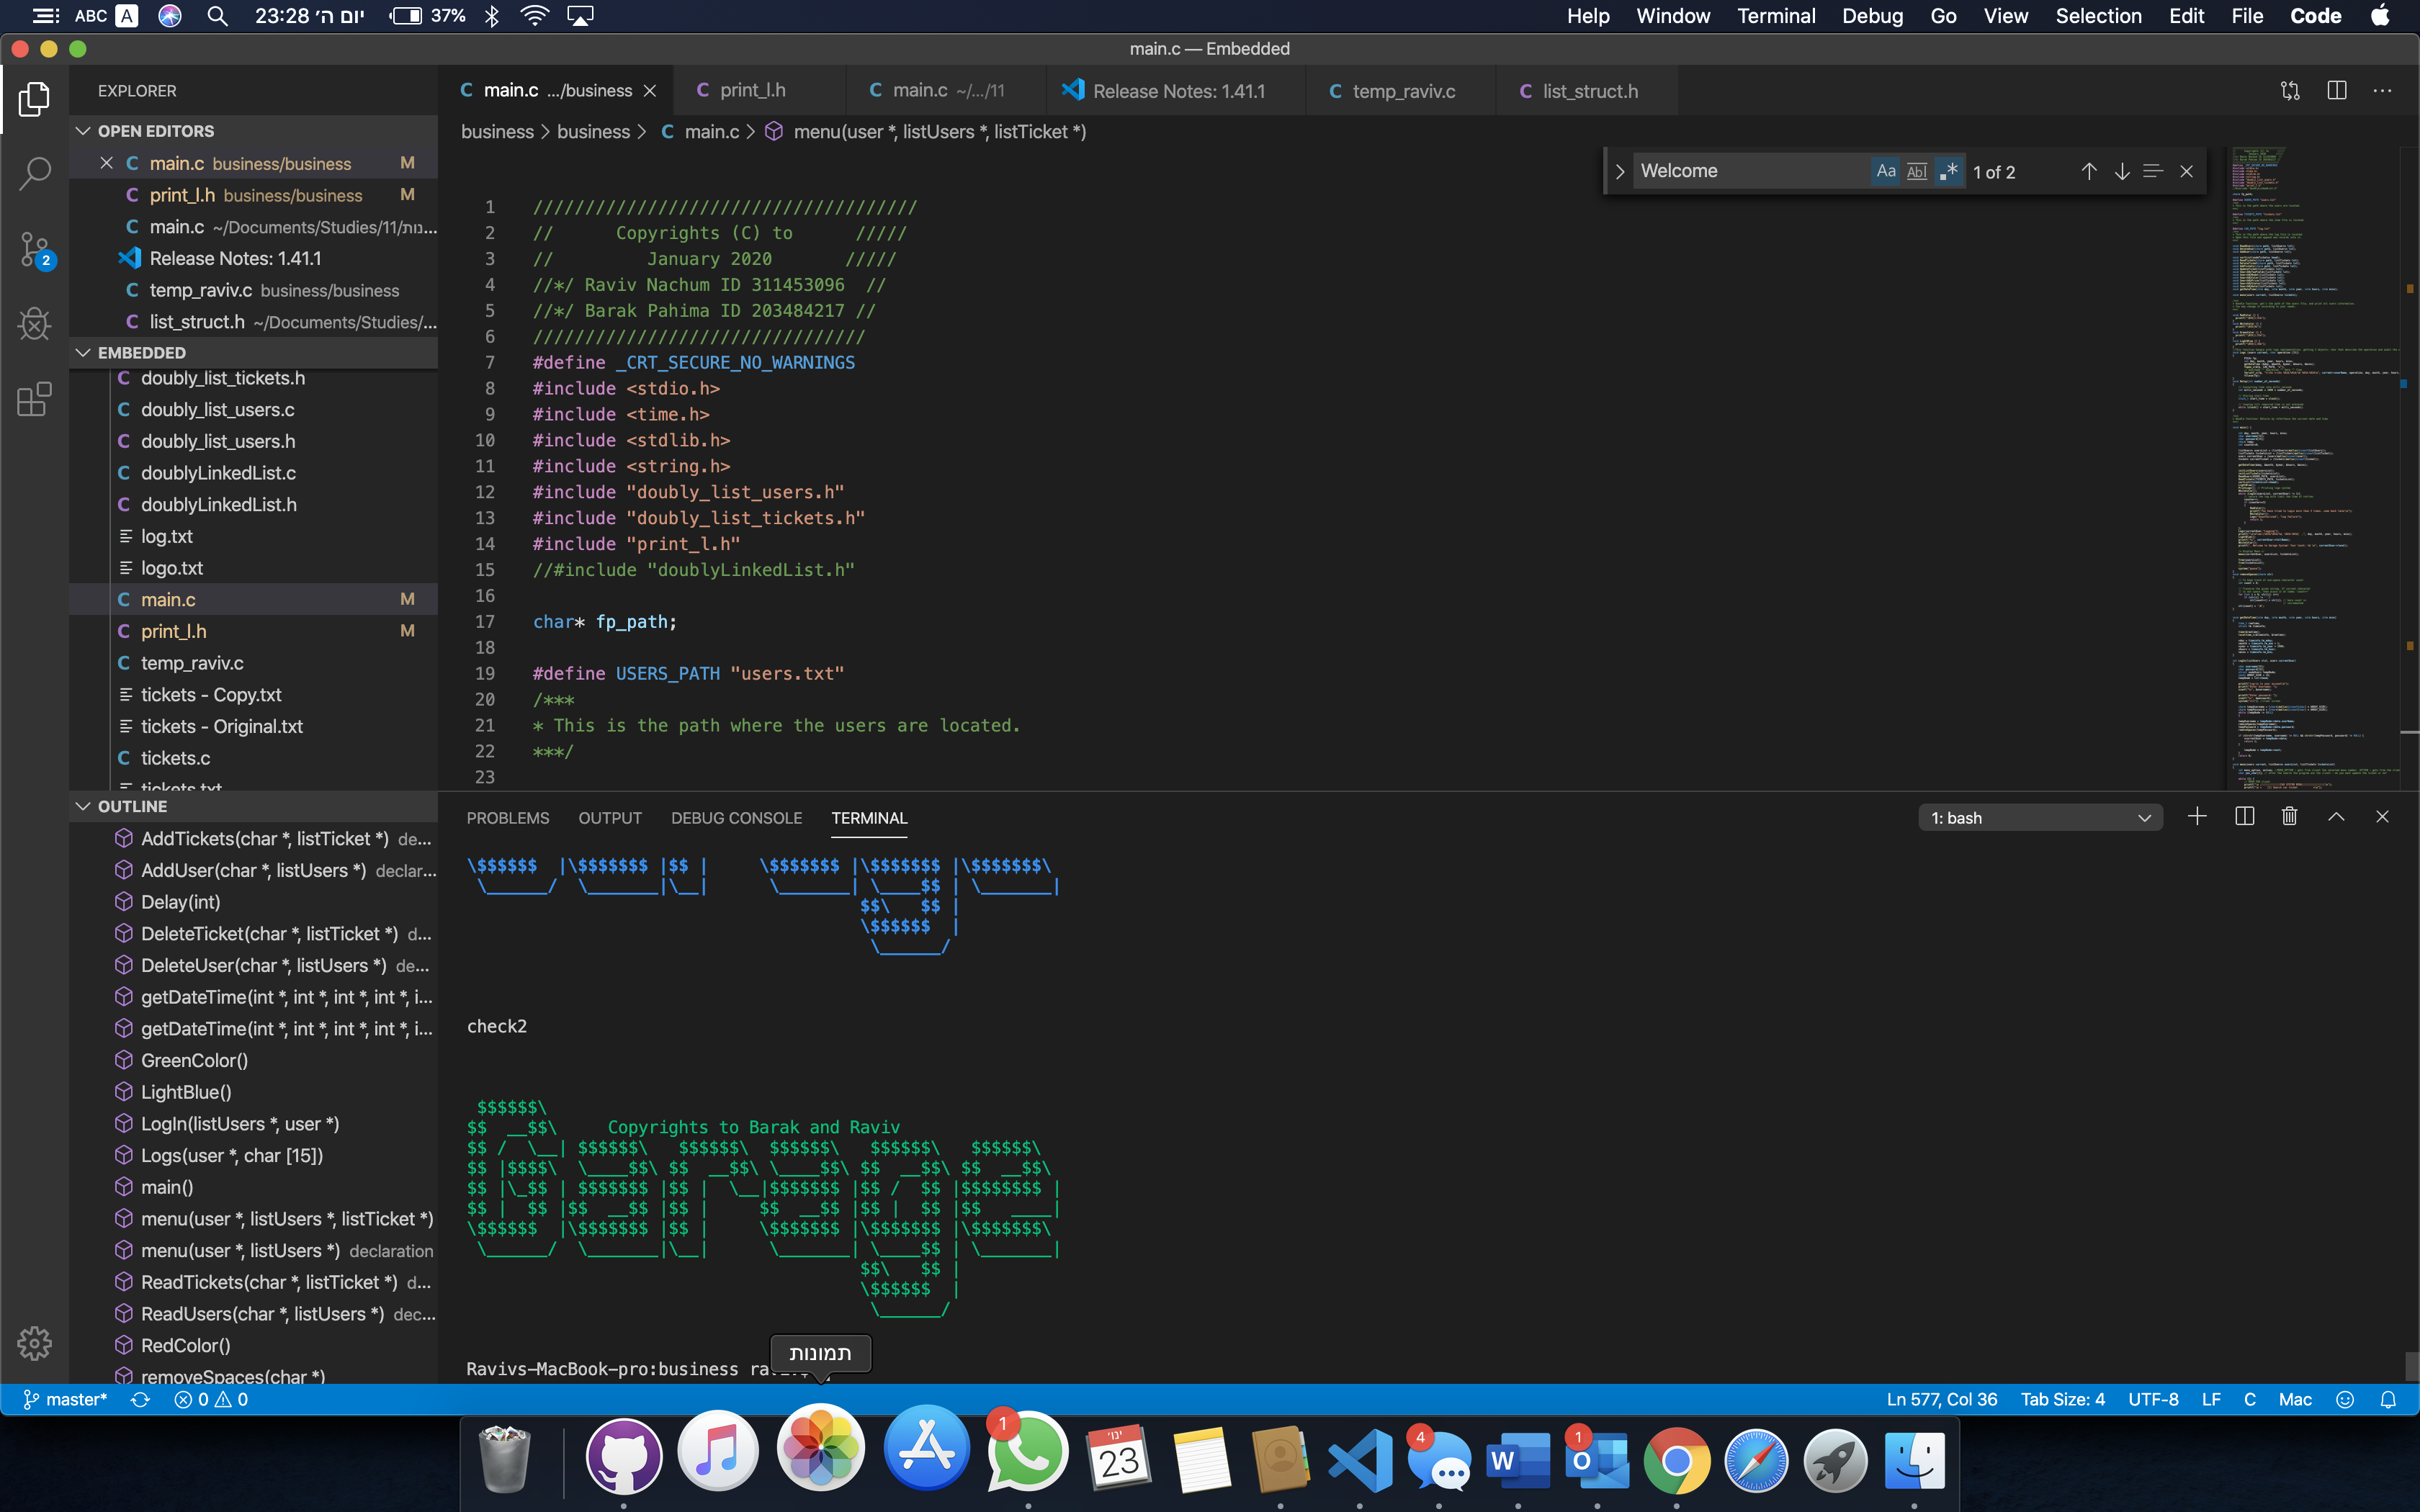 ABC A 23:28 יום ה׳ 37% Help Window Terminal Debug Go View Selection Edit File Code
main.c — Embedded
EXPLORER
OPEN EDITORS
main.c business/business M
print_l.h business/business M
main.c ~/Documents/Studies/11/
Release Notes: 1.41.1
temp_raviv.c business/business
list_struct.h ~/Documents/Studies/...
EMBEDDED
doubly_list_tickets.h
doubly_list_users.c
doubly_list_users.h
doublyLinkedList.c
doublyLinkedList.h
log.txt
logo.txt
main.c M
print_l.h M
temp_raviv.c
tickets - Copy.txt
tickets - Original.txt
tickets.c
tickets.txt
OUTLINE
AddTickets(char *, listTicket *) de...
AddUser(char *, listUsers *) declar...
Delay(int)
DeleteTicket(char *, listTicket *) d...
DeleteUser(char *, listUsers *) de...
getDateTime(int *, int *, int *, int *, i...
getDateTime(int *, int *, int *, int *, i...
GreenColor()
LightBlue()
LogIn(listUsers *, user *)
Logs(user *, char [15])
main()
menu(user *, listUsers *, listTicket *)
menu(user *, listUsers *) declaration
ReadTickets(char *, listTicket *) d...
ReadUsers(char *, listUsers *) dec...
RedColor()
removeSpaces(char *)
2
main.c .../business
print_l.h
main.c ~/.../11
Release Notes: 1.41.1
temp_raviv.c
list_struct.h
business > business > C main.c > menu(user *, listUsers *, listTicket *)
Welcome Aa Abl .* 1 of 2
1 /////////////////////////////////////
2 // Copyrights (C) to /////
3 // January 2020 /////
4 //*/ Raviv Nachum ID 311453096 //
5 //*/ Barak Pahima ID 203484217 //
6 ////////////////////////////////
7 #define _CRT_SECURE_NO_WARNINGS
8 #include <stdio.h>
9 #include <time.h>
10 #include <stdlib.h>
11 #include <string.h>
12 #include "doubly_list_users.h"
13 #include "doubly_list_tickets.h"
14 #include "print_l.h"
15 //#include "doublyLinkedList.h"
16
17 char* fp_path;
18
19 #define USERS_PATH "users.txt"
20 /***
21 * This is the path where the users are located.
22 ***/
23
PROBLEMS OUTPUT DEBUG CONSOLE TERMINAL 1: bash
\$$$$$$  |\$$$$$$$ |$$ |     \$$$$$$$ |\$$$$$$$ |\$$$$$$$\
 \______/  \_______|\__|      \_______| \____$$ | \_______|
                                       $$\   $$ |
                                       \$$$$$$  |
                                        \______/
check2
 $$$$$$\
$$  __$$\     Copyrights to Barak and Raviv
$$ /  \__| $$$$$$\   $$$$$$\  $$$$$$\   $$$$$$\   $$$$$$\
$$ |$$$$\  \____$$\ $$  __$$\ \____$$\ $$  __$$\ $$  __$$\
$$ |\_$$ | $$$$$$$ |$$ |  \__|$$$$$$$ |$$ /  $$ |$$$$$$$$ |
$$ |  $$ |$$  __$$ |$$ |     $$  __$$ |$$ |  $$ |$$   ____|
\$$$$$$  |\$$$$$$$ |$$ |     \$$$$$$$ |\$$$$$$$ |\$$$$$$$\
 \______/  \_______|\__|      \_______| \____$$ | \_______|
                                       $$\   $$ |
                                       \$$$$$$  |
                                        \______/
תמונות
Ravivs-MacBook-pro:business
master* 0 0 Ln 577, Col 36 Tab Size: 4 UTF-8 LF C Mac
1
ינו׳
23
4
W
1
O